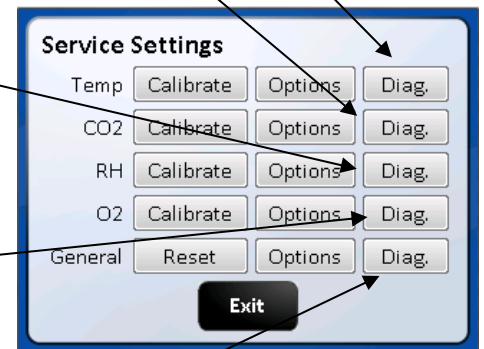 Service Settings
Temp Calibrate Options Diag.
CO2 Calibrate Options Diag.
RH Calibrate Options Diag.
O2 Calibrate Options Diag.
General Reset Options Diag.
Exit